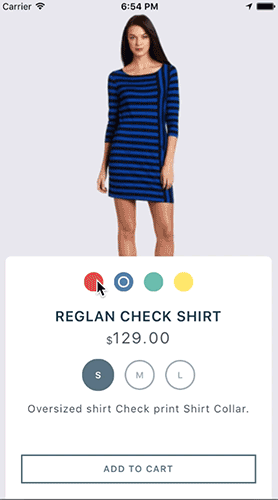 Carrier 6:54 PM
REGLAN CHECK SHIRT
$129.00
S M L
Oversized shirt Check print Shirt Collar.
ADD TO CART